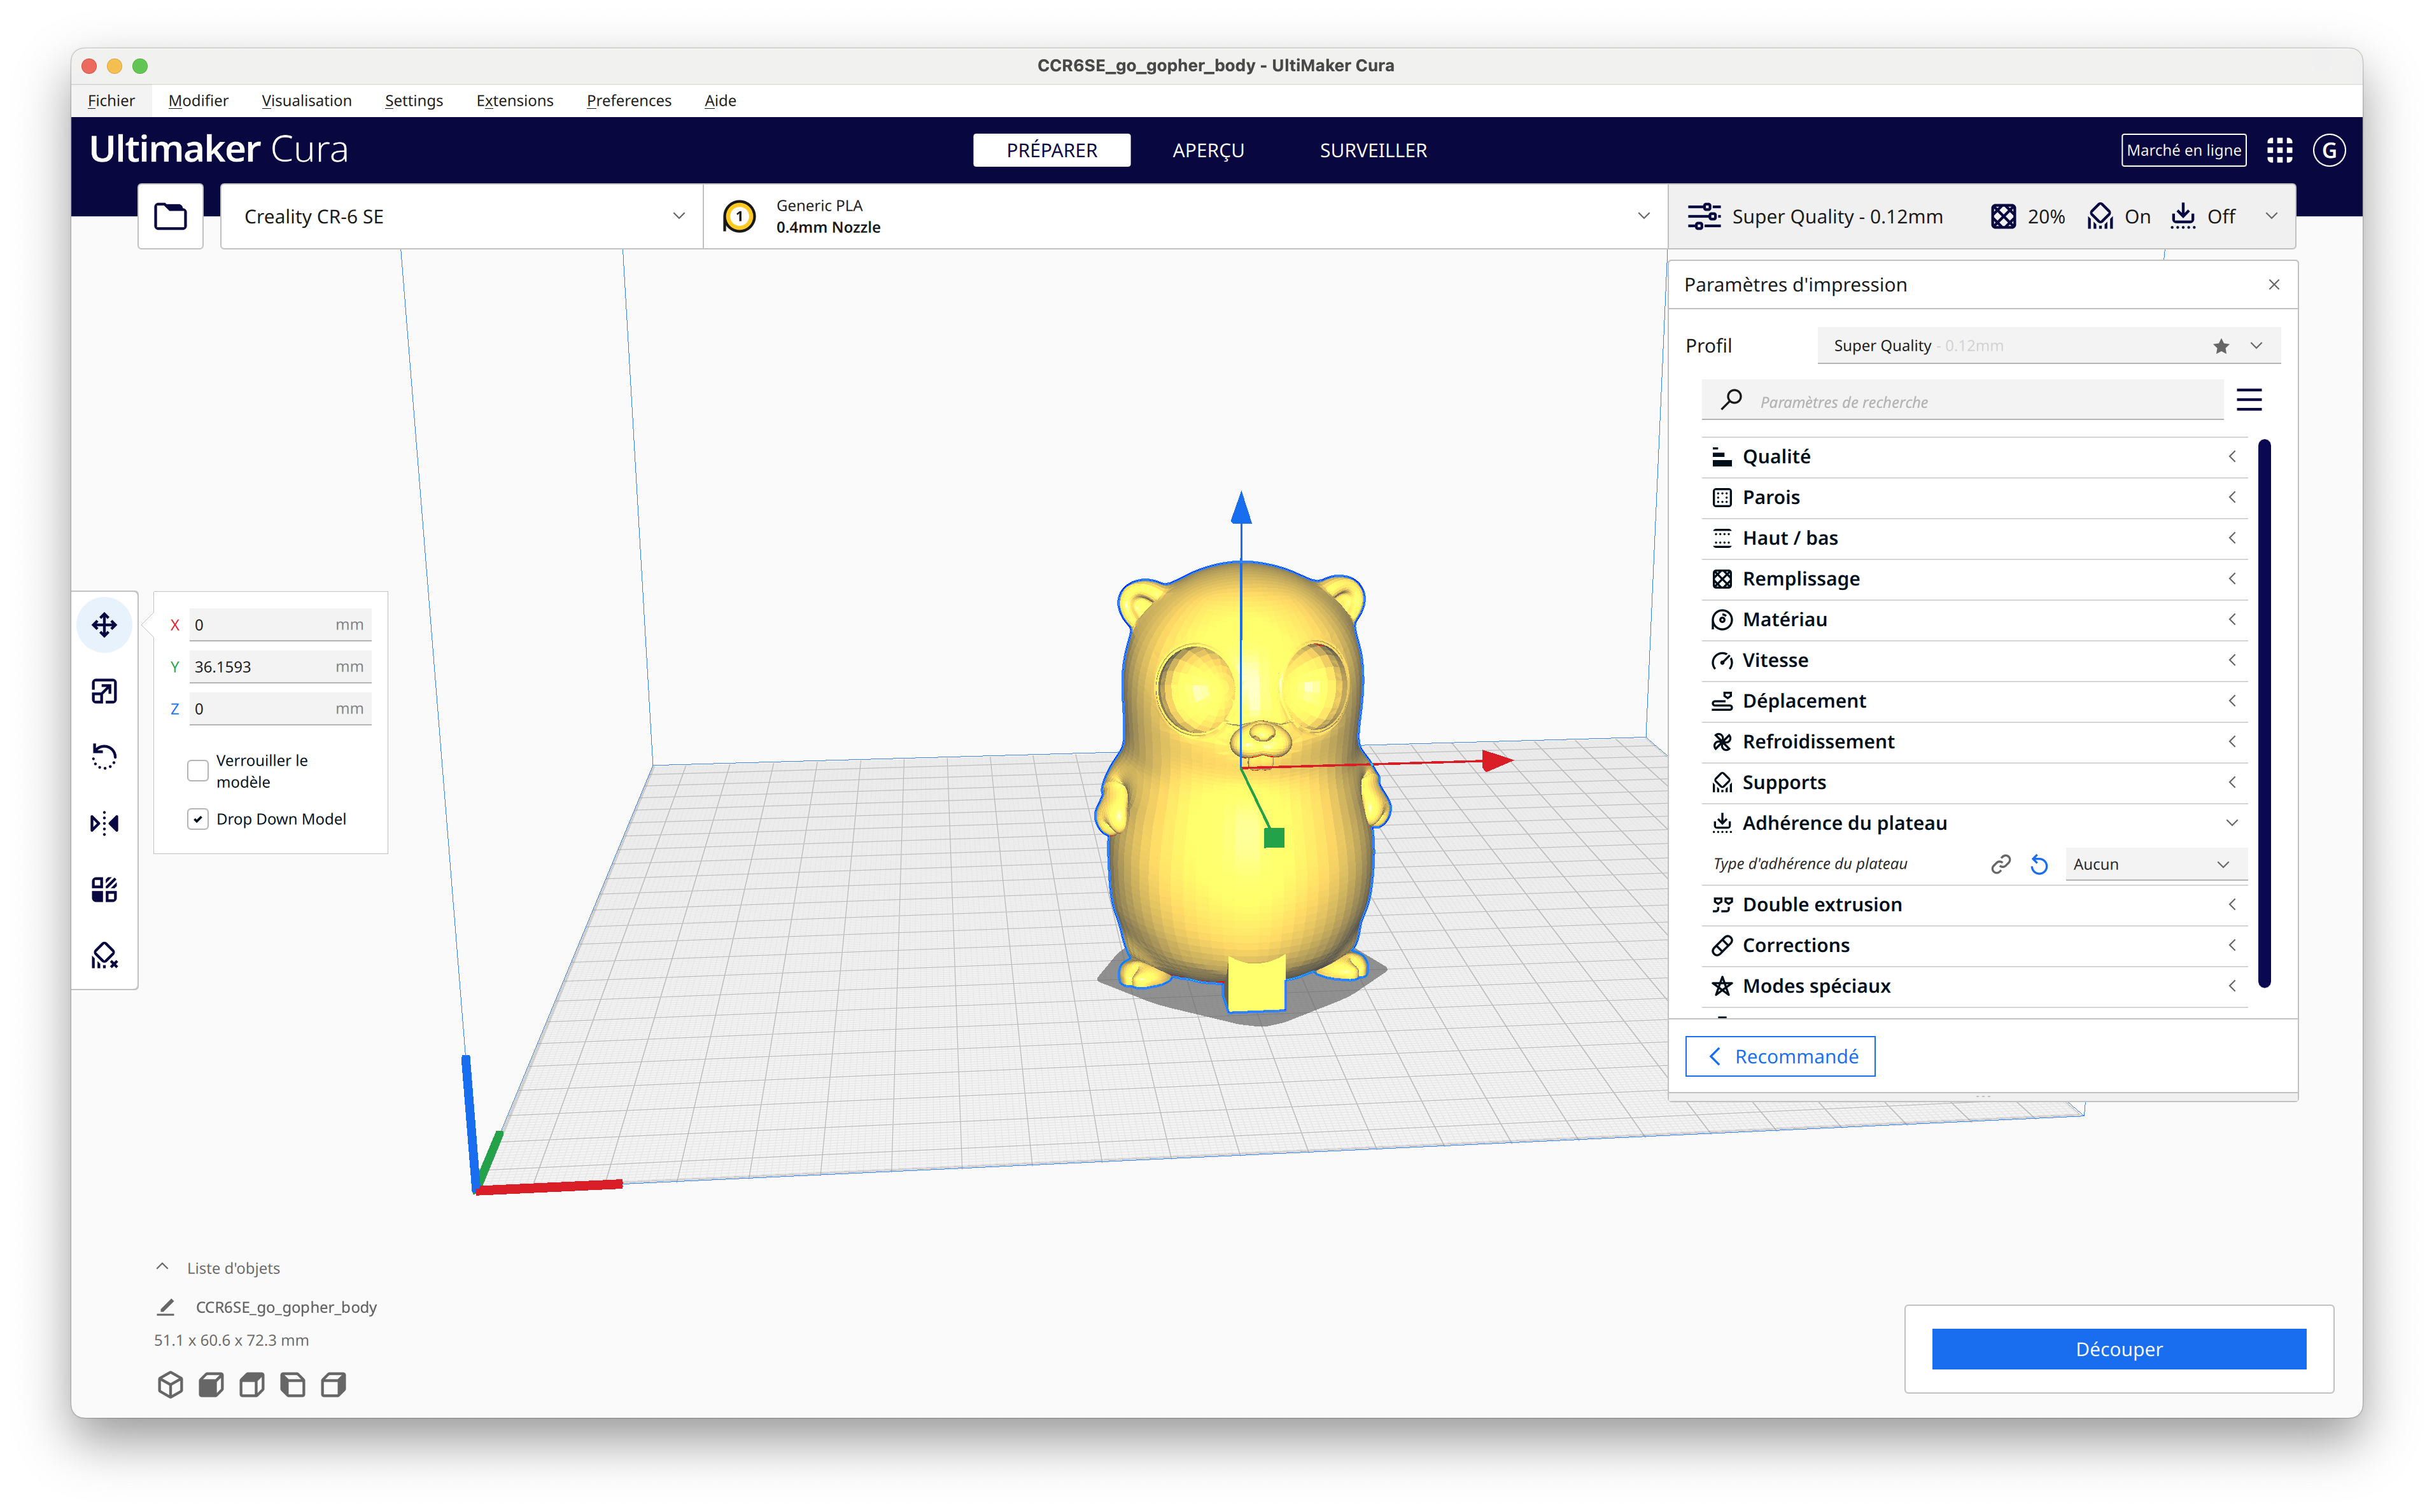 CCR6SE_go_gopher_body - UltiMaker Cura
Fichier Modifier Visualisation Settings Extensions Preferences Aide
Ultimaker Cura
PRÉPARER APERÇU SURVEILLER
Marché en ligne
G
Creality CR-6 SE
1
Generic PLA
0.4mm Nozzle
Super Quality - 0.12mm 20% On Off
Paramètres d'impression
Profil Super Quality - 0.12mm
Paramètres de recherche
Qualité
Parois
Haut / bas
Remplissage
Matériau
Vitesse
Déplacement
Refroidissement
Supports
Adhérence du plateau
Type d'adhérence du plateau Aucun
Double extrusion
Corrections
Modes spéciaux
Recommandé
X 0 mm
Y 36.1593 mm
Z 0 mm
Verrouiller le
modèle
Drop Down Model
Liste d'objets
CCR6SE_go_gopher_body
51.1 x 60.6 x 72.3 mm
Découper